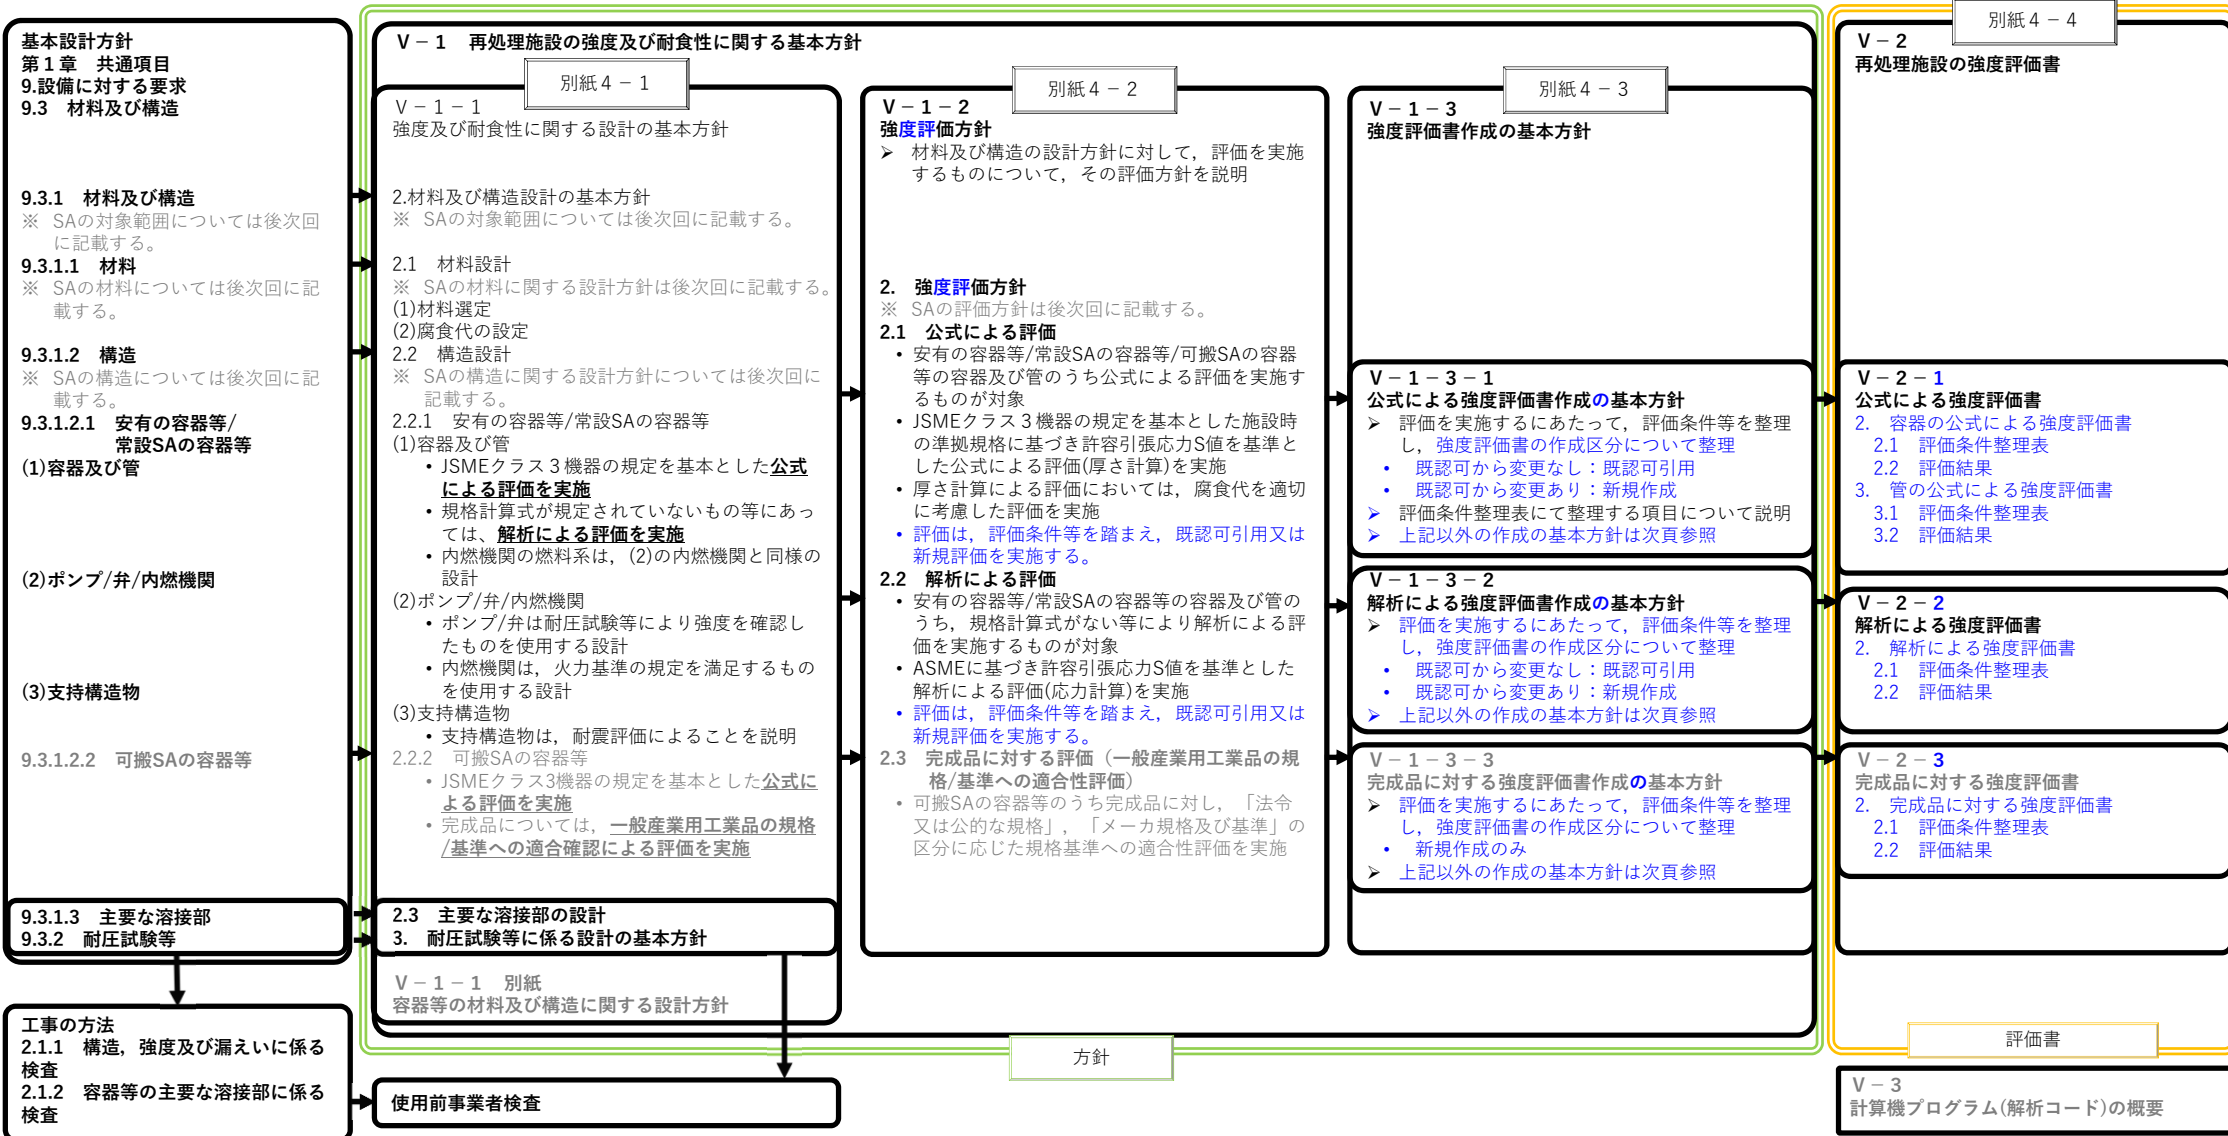 基本設計方針
第１章　共通項目
9.設備に対する要求
9.3　材料及び構造
9.3.1　材料及び構造
※　SAの対象範囲については後次回
に記載する。
9.3.1.1　材料
※　SAの材料については後次回に記
載する。
9.3.1.2　構造
※　SAの構造については後次回に記
載する。
9.3.1.2.1　安有の容器等/
常設SAの容器等
(1)容器及び管
(2)ポンプ/弁/内燃機関
(3)支持構造物
9.3.1.2.2　可搬SAの容器等
9.3.1.3　主要な溶接部
9.3.2　耐圧試験等
工事の方法
2.1.1　構造，強度及び漏えいに係る
検査
2.1.2　容器等の主要な溶接部に係る
検査
Ⅴ－１　再処理施設の強度及び耐食性に関する基本方針
別紙４－１
Ⅴ－１－１
強度及び耐食性に関する設計の基本方針
2.材料及び構造設計の基本方針
※　SAの対象範囲については後次回に記載する。
2.1　材料設計
※　SAの材料に関する設計方針は後次回に記載する。
(1)材料選定
(2)腐食代の設定
2.2　構造設計
※　SAの構造に関する設計方針については後次回に
記載する。
2.2.1　安有の容器等/常設SAの容器等
(1)容器及び管
• JSMEクラス３機器の規定を基本とした公式
による評価を実施
• 規格計算式が規定されていないもの等にあっ
ては、解析による評価を実施
• 内燃機関の燃料系は，(2)の内燃機関と同様の
設計
(2)ポンプ/弁/内燃機関
• ポンプ/弁は耐圧試験等により強度を確認し
たものを使用する設計
• 内燃機関は，火力基準の規定を満足するもの
を使用する設計
(3)支持構造物
• 支持構造物は，耐震評価によることを説明
2.2.2　可搬SAの容器等
• JSMEクラス3機器の規定を基本とした公式に
よる評価を実施
• 完成品については，一般産業用工業品の規格
/基準への適合確認による評価を実施
2.3　主要な溶接部の設計
3.　耐圧試験等に係る設計の基本方針
Ⅴ－１－１　別紙
容器等の材料及び構造に関する設計方針
使用前事業者検査
別紙４－２
Ⅴ－１－２
強度評価方針
➢ 材料及び構造の設計方針に対して，評価を実施
するものについて，その評価方針を説明
2.　強度評価方針
※　SAの評価方針は後次回に記載する。
2.1　公式による評価
• 安有の容器等/常設SAの容器等/可搬SAの容器
等の容器及び管のうち公式による評価を実施す
るものが対象
• JSMEクラス３機器の規定を基本とした施設時
の準拠規格に基づき許容引張応力S値を基準と
した公式による評価(厚さ計算)を実施
• 厚さ計算による評価においては，腐食代を適切
に考慮した評価を実施
• 評価は，評価条件等を踏まえ，既認可引用又は
新規評価を実施する。
2.2　解析による評価
• 安有の容器等/常設SAの容器等の容器及び管の
うち，規格計算式がない等により解析による評
価を実施するものが対象
• ASMEに基づき許容引張応力S値を基準とした
解析による評価(応力計算)を実施
• 評価は，評価条件等を踏まえ，既認可引用又は
新規評価を実施する。
2.3　完成品に対する評価（一般産業用工業品の規
格/基準への適合性評価）
• 可搬SAの容器等のうち完成品に対し，「法令
又は公的な規格」，「メーカ規格及び基準」の
区分に応じた規格基準への適合性評価を実施
別紙４－３
Ⅴ－１－３
強度評価書作成の基本方針
Ⅴ－１－３－１
公式による強度評価書作成の基本方針
➢ 評価を実施するにあたって，評価条件等を整理
し，強度評価書の作成区分について整理
• 既認可から変更なし：既認可引用
• 既認可から変更あり：新規作成
➢ 評価条件整理表にて整理する項目について説明
➢ 上記以外の作成の基本方針は次頁参照
Ⅴ－１－３－２
解析による強度評価書作成の基本方針
➢ 評価を実施するにあたって，評価条件等を整理
し，強度評価書の作成区分について整理
• 既認可から変更なし：既認可引用
• 既認可から変更あり：新規作成
➢ 上記以外の作成の基本方針は次頁参照
Ⅴ－１－３－３
完成品に対する強度評価書作成の基本方針
➢ 評価を実施するにあたって，評価条件等を整理
し，強度評価書の作成区分について整理
• 新規作成のみ
➢ 上記以外の作成の基本方針は次頁参照
方針
別紙４－４
Ⅴ－２
再処理施設の強度評価書
Ⅴ－２－１
公式による強度評価書
2.　容器の公式による強度評価書
2.1　評価条件整理表
2.2　評価結果
3.　管の公式による強度評価書
3.1　評価条件整理表
3.2　評価結果
Ⅴ－２－２
解析による強度評価書
2.　解析による強度評価書
2.1　評価条件整理表
2.2　評価結果
Ⅴ－２－３
完成品に対する強度評価書
2.　完成品に対する強度評価書
2.1　評価条件整理表
2.2　評価結果
評価書
Ⅴ－３
計算機プログラム(解析コード)の概要